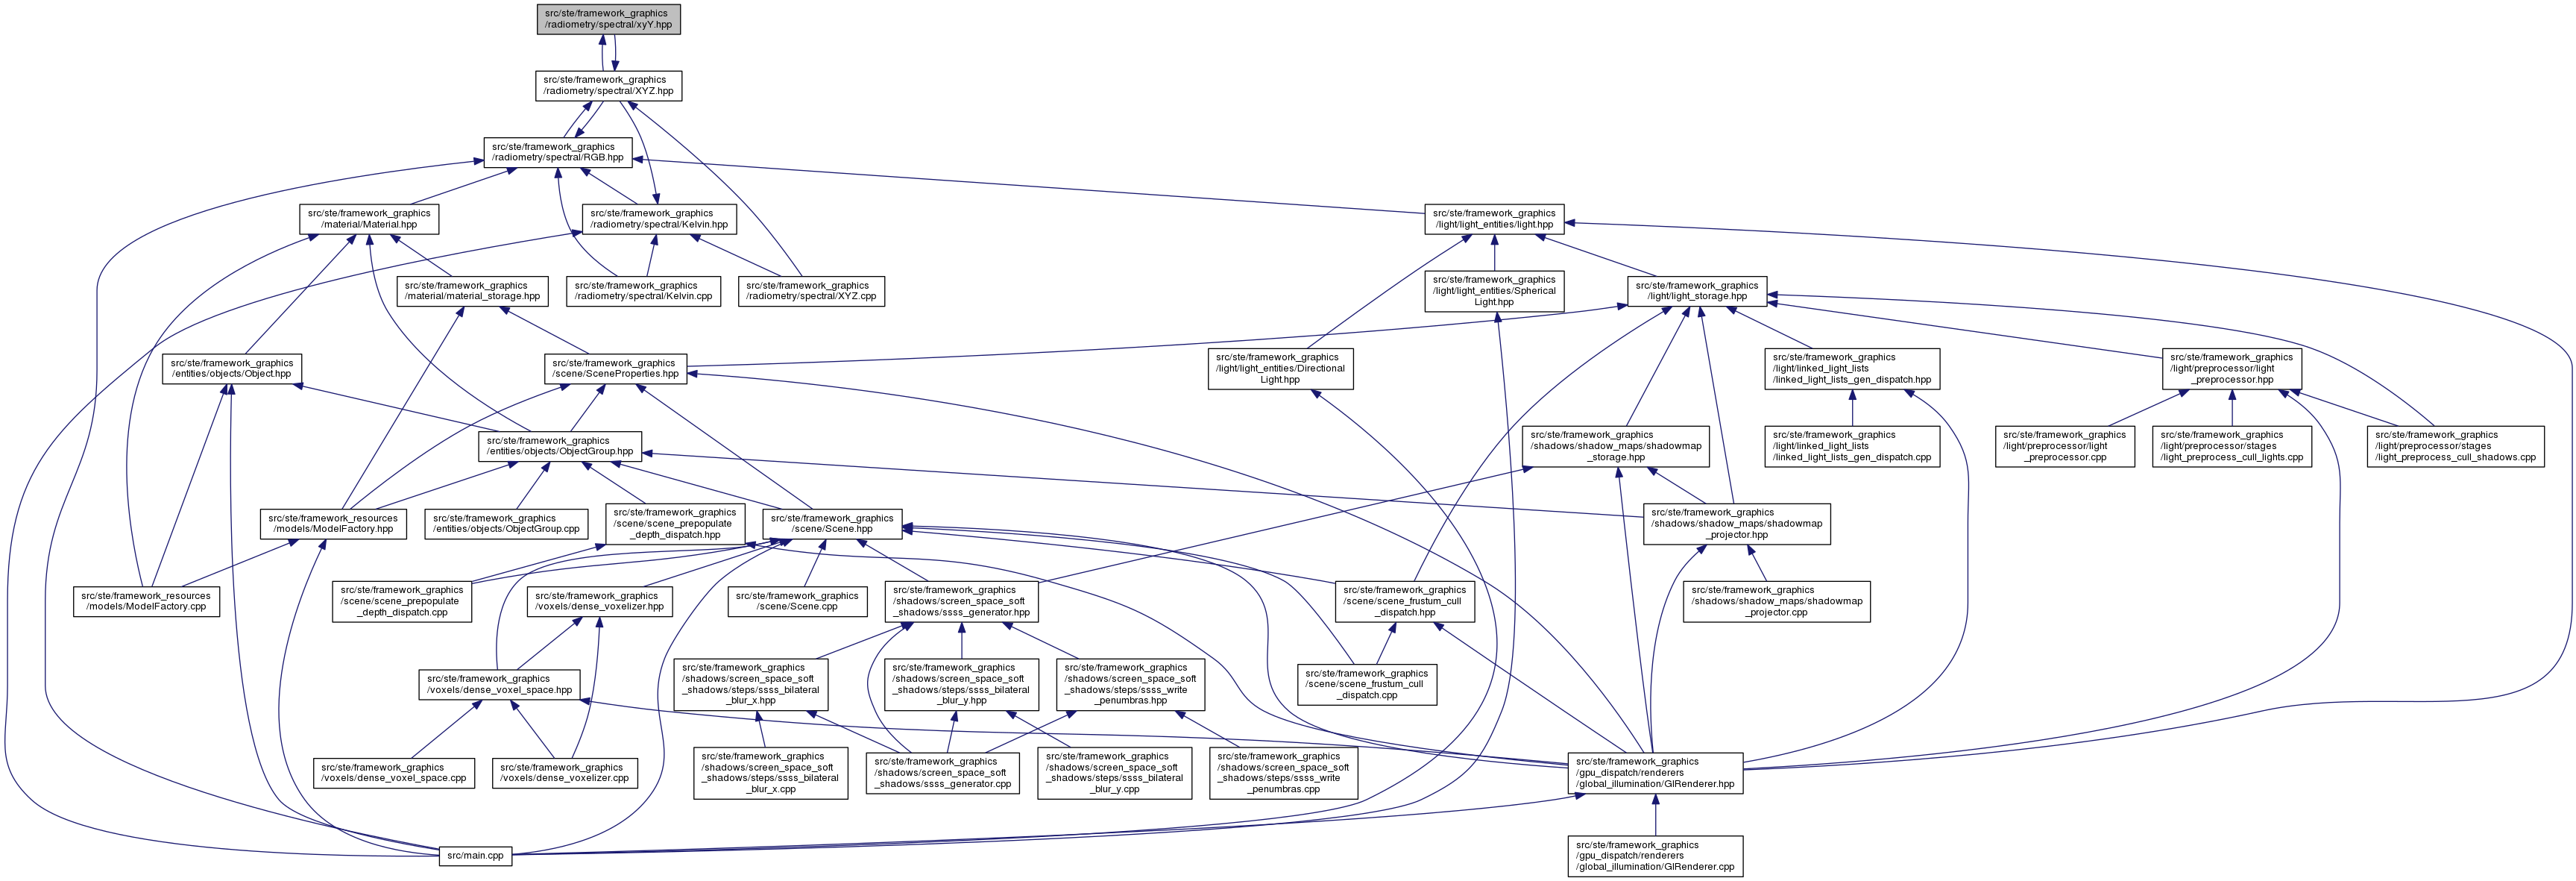 src/ste/framework_graphics
/radiometry/spectral/xyY.hpp
src/ste/framework_graphics
/radiometry/spectral/XYZ.hpp
src/ste/framework_graphics
/radiometry/spectral/RGB.hpp
src/ste/framework_graphics
/material/Material.hpp
src/ste/framework_graphics
/radiometry/spectral/Kelvin.hpp
src/ste/framework_graphics
/light/light_entities/light.hpp
src/ste/framework_graphics
/material/material_storage.hpp
src/ste/framework_graphics
/radiometry/spectral/Kelvin.cpp
src/ste/framework_graphics
/radiometry/spectral/XYZ.cpp
src/ste/framework_graphics
/light/light_entities/Spherical
Light.hpp
src/ste/framework_graphics
/light/light_storage.hpp
src/ste/framework_graphics
/entities/objects/Object.hpp
src/ste/framework_graphics
/scene/SceneProperties.hpp
src/ste/framework_graphics
/light/light_entities/Directional
Light.hpp
src/ste/framework_graphics
/light/linked_light_lists
/linked_light_lists_gen_dispatch.hpp
src/ste/framework_graphics
/light/preprocessor/light
_preprocessor.hpp
src/ste/framework_graphics
/entities/objects/ObjectGroup.hpp
src/ste/framework_graphics
/shadows/shadow_maps/shadowmap
_storage.hpp
src/ste/framework_graphics
/light/linked_light_lists
/linked_light_lists_gen_dispatch.cpp
src/ste/framework_graphics
/light/preprocessor/light
_preprocessor.cpp
src/ste/framework_graphics
/light/preprocessor/stages
/light_preprocess_cull_lights.cpp
src/ste/framework_graphics
/light/preprocessor/stages
/light_preprocess_cull_shadows.cpp
src/ste/framework_resources
/models/ModelFactory.hpp
src/ste/framework_graphics
/entities/objects/ObjectGroup.cpp
src/ste/framework_graphics
/scene/scene_prepopulate
_depth_dispatch.hpp
src/ste/framework_graphics
/scene/Scene.hpp
src/ste/framework_graphics
/shadows/shadow_maps/shadowmap
_projector.hpp
src/ste/framework_resources
/models/ModelFactory.cpp
src/ste/framework_graphics
/scene/scene_prepopulate
_depth_dispatch.cpp
src/ste/framework_graphics
/voxels/dense_voxelizer.hpp
src/ste/framework_graphics
/scene/Scene.cpp
src/ste/framework_graphics
/shadows/screen_space_soft
_shadows/ssss_generator.hpp
src/ste/framework_graphics
/scene/scene_frustum_cull
_dispatch.hpp
src/ste/framework_graphics
/shadows/shadow_maps/shadowmap
_projector.cpp
src/ste/framework_graphics
/voxels/dense_voxel_space.hpp
src/ste/framework_graphics
/shadows/screen_space_soft
_shadows/steps/ssss_bilateral
_blur_x.hpp
src/ste/framework_graphics
/shadows/screen_space_soft
_shadows/steps/ssss_bilateral
_blur_y.hpp
src/ste/framework_graphics
/shadows/screen_space_soft
_shadows/steps/ssss_write
_penumbras.hpp
src/ste/framework_graphics
/scene/scene_frustum_cull
_dispatch.cpp
src/ste/framework_graphics
/voxels/dense_voxel_space.cpp
src/ste/framework_graphics
/voxels/dense_voxelizer.cpp
src/ste/framework_graphics
/shadows/screen_space_soft
_shadows/steps/ssss_bilateral
_blur_x.cpp
src/ste/framework_graphics
/shadows/screen_space_soft
_shadows/ssss_generator.cpp
src/ste/framework_graphics
/shadows/screen_space_soft
_shadows/steps/ssss_bilateral
_blur_y.cpp
src/ste/framework_graphics
/shadows/screen_space_soft
_shadows/steps/ssss_write
_penumbras.cpp
src/ste/framework_graphics
/gpu_dispatch/renderers
/global_illumination/GIRenderer.hpp
src/main.cpp
src/ste/framework_graphics
/gpu_dispatch/renderers
/global_illumination/GIRenderer.cpp